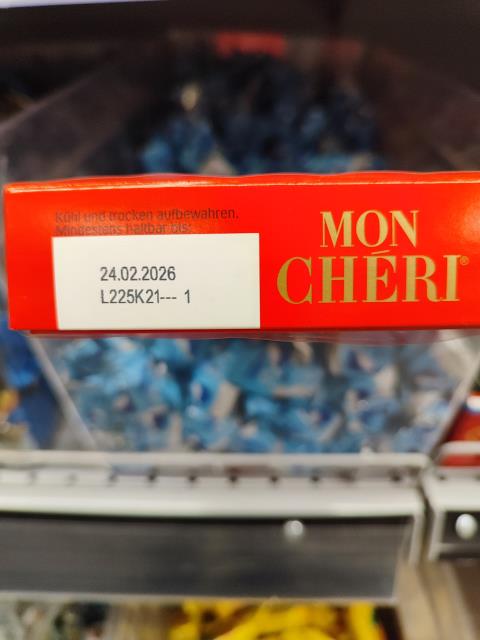 Kühl und trocken aufbewahren.
Mindestens haltbar bis:
24.02.2026
L225K21--- 1
MON
CHÉRI®